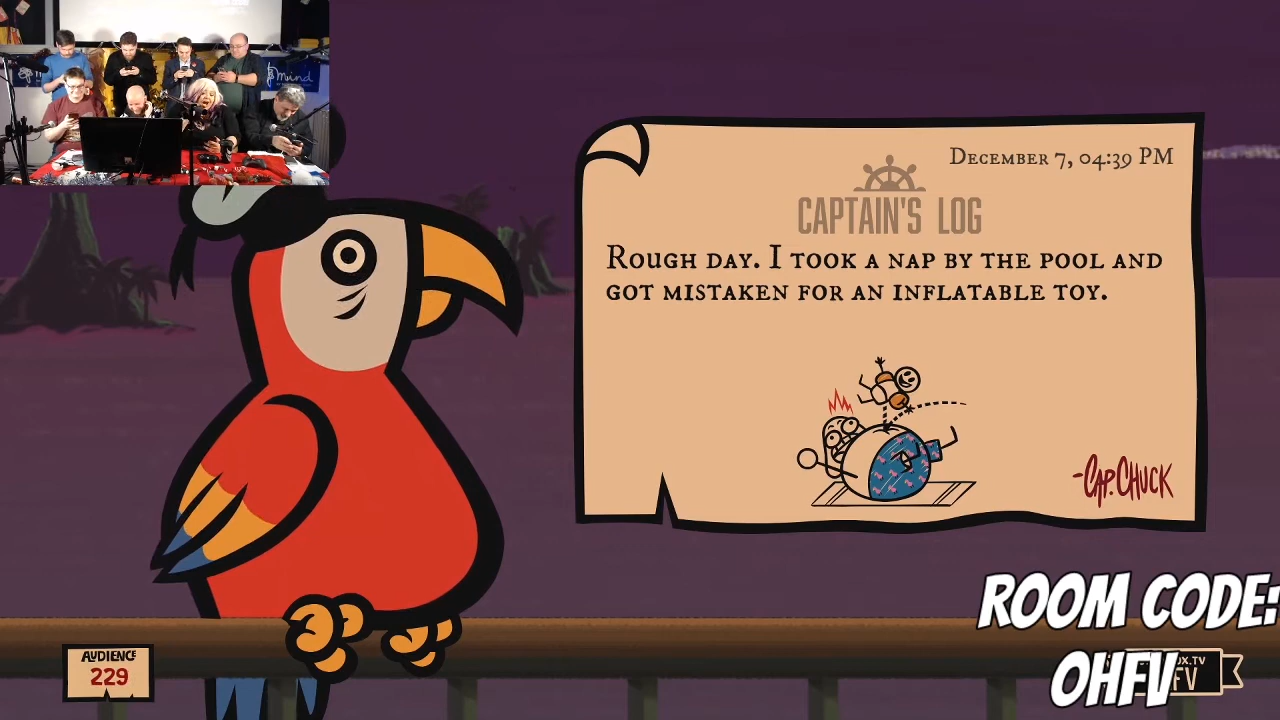 mind
December 7, 04:39 PM
CAPTAIN'S LOG
Rough day. I took a nap by the pool and
got mistaken for an inflatable toy.
-CAP. CHUCK
ROOM CODE:
OHFV
AUDIENCE
229